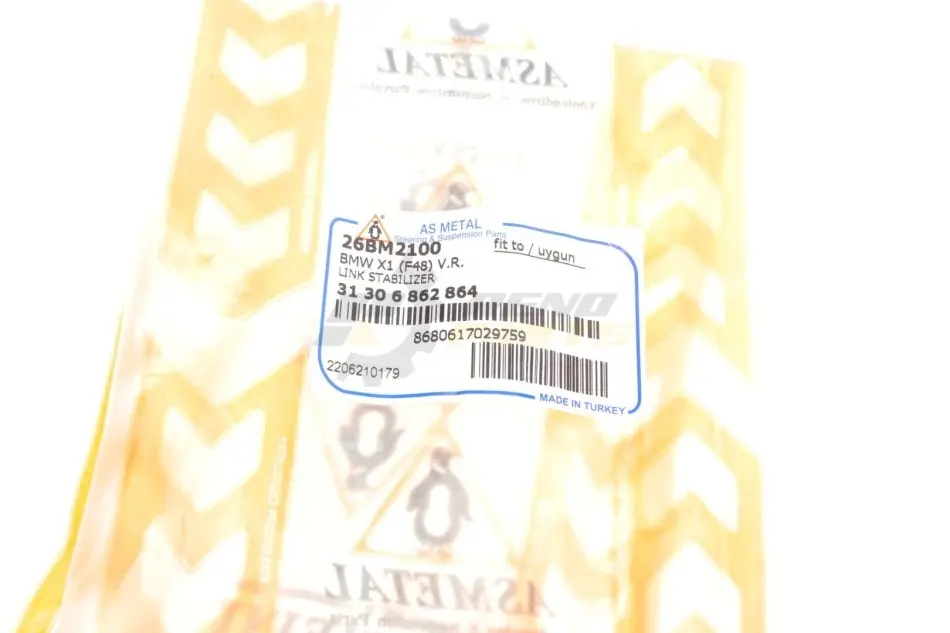 ASMETAL
AS METAL
Steering & Suspension Parts
26BM2100
fit to / uygun
BMW X1 (F48) V.R.
LINK STABILIZER
31 30 6 862 864
8680617029759
2206210179
MADE IN TURKEY
ASMETAL